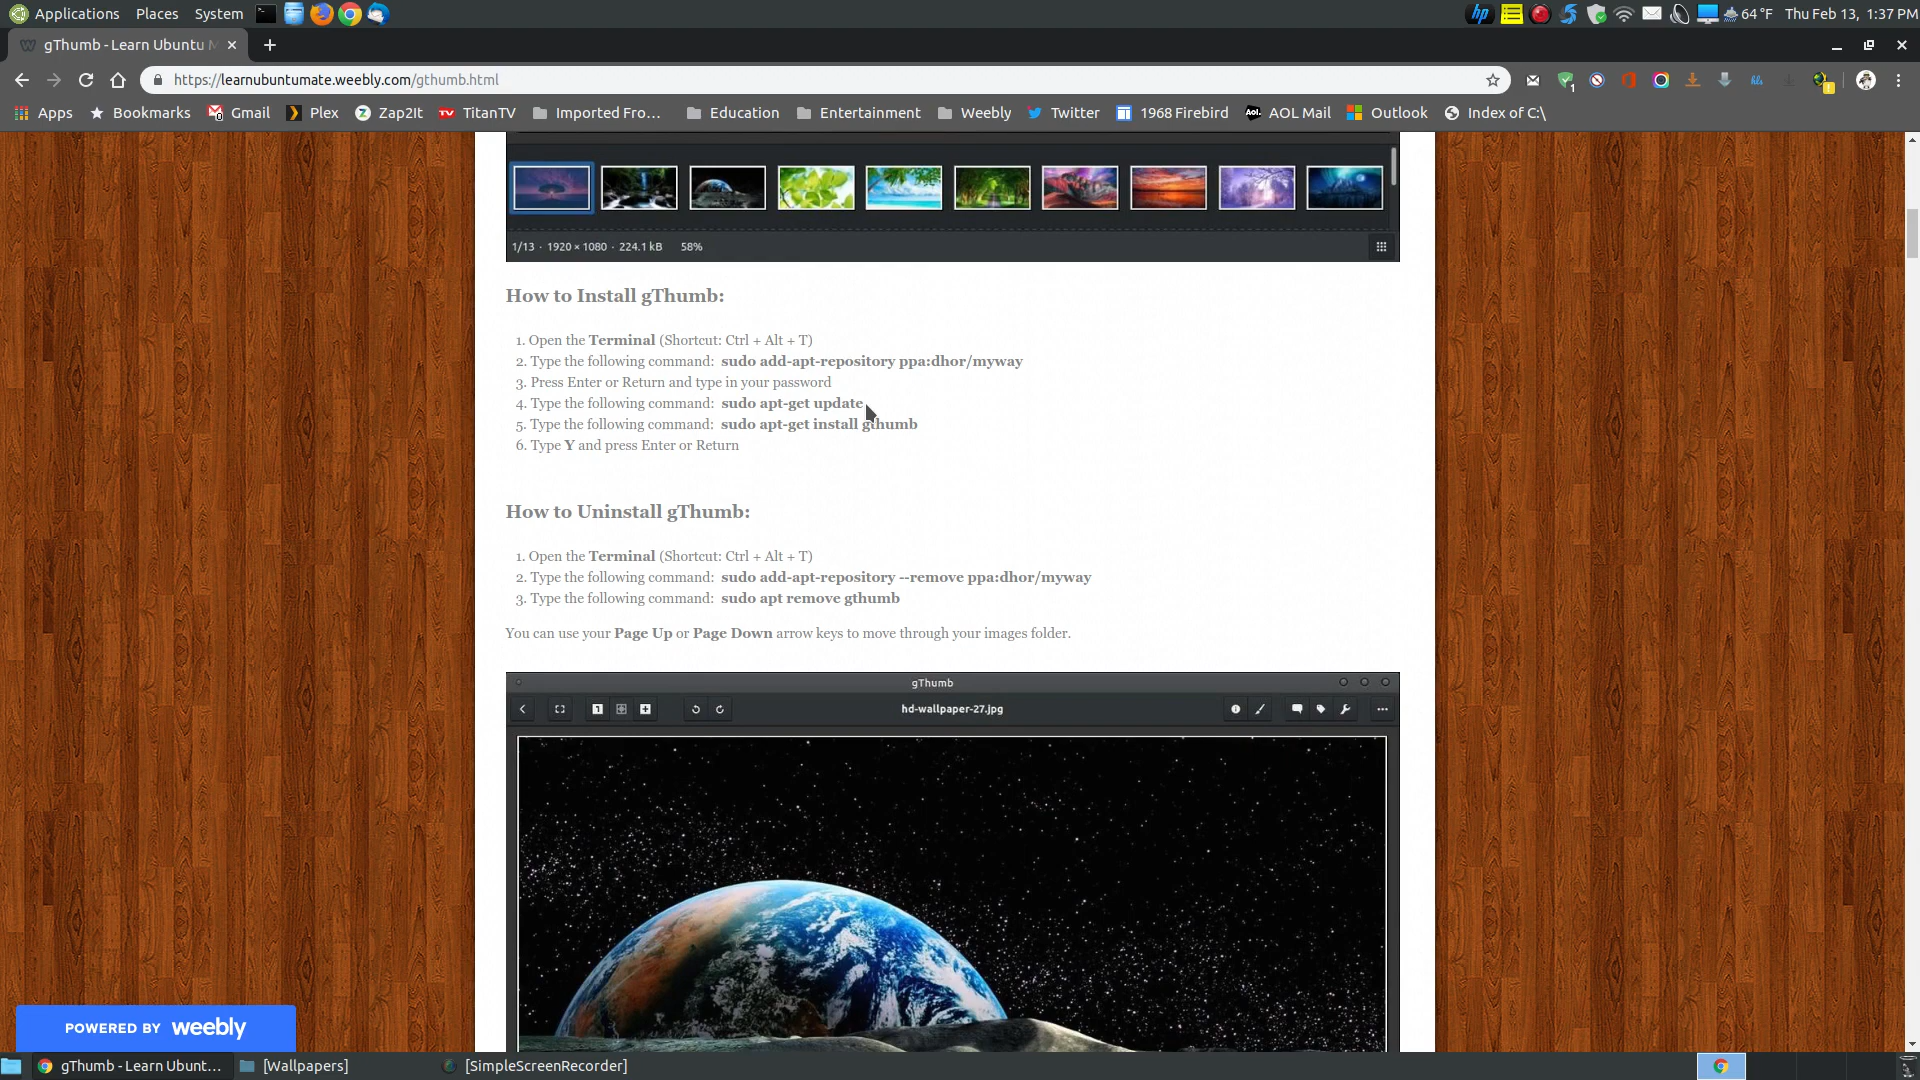 Applications Places System
64 °F Thu Feb 13, 1:37 PM
gThumb - Learn Ubuntu M
https://learnubuntumate.weebly.com/gthumb.html
Apps Bookmarks Gmail Plex Zap2It TitanTV Imported Fro... Education Entertainment Weebly Twitter 1968 Firebird AOL Mail Outlook Index of C:\
1/13 · 1920 × 1080 · 224.1 kB 58%
How to Install gThumb:
1. Open the Terminal (Shortcut: Ctrl + Alt + T)
2. Type the following command: sudo add-apt-repository ppa:dhor/myway
3. Press Enter or Return and type in your password
4. Type the following command: sudo apt-get update
5. Type the following command: sudo apt-get install gthumb
6. Type Y and press Enter or Return
How to Uninstall gThumb:
1. Open the Terminal (Shortcut: Ctrl + Alt + T)
2. Type the following command: sudo add-apt-repository --remove ppa:dhor/myway
3. Type the following command: sudo apt remove gthumb
You can use your Page Up or Page Down arrow keys to move through your images folder.
gThumb
hd-wallpaper-27.jpg
POWERED BY weebly
gThumb - Learn Ubunt... [Wallpapers] [SimpleScreenRecorder]